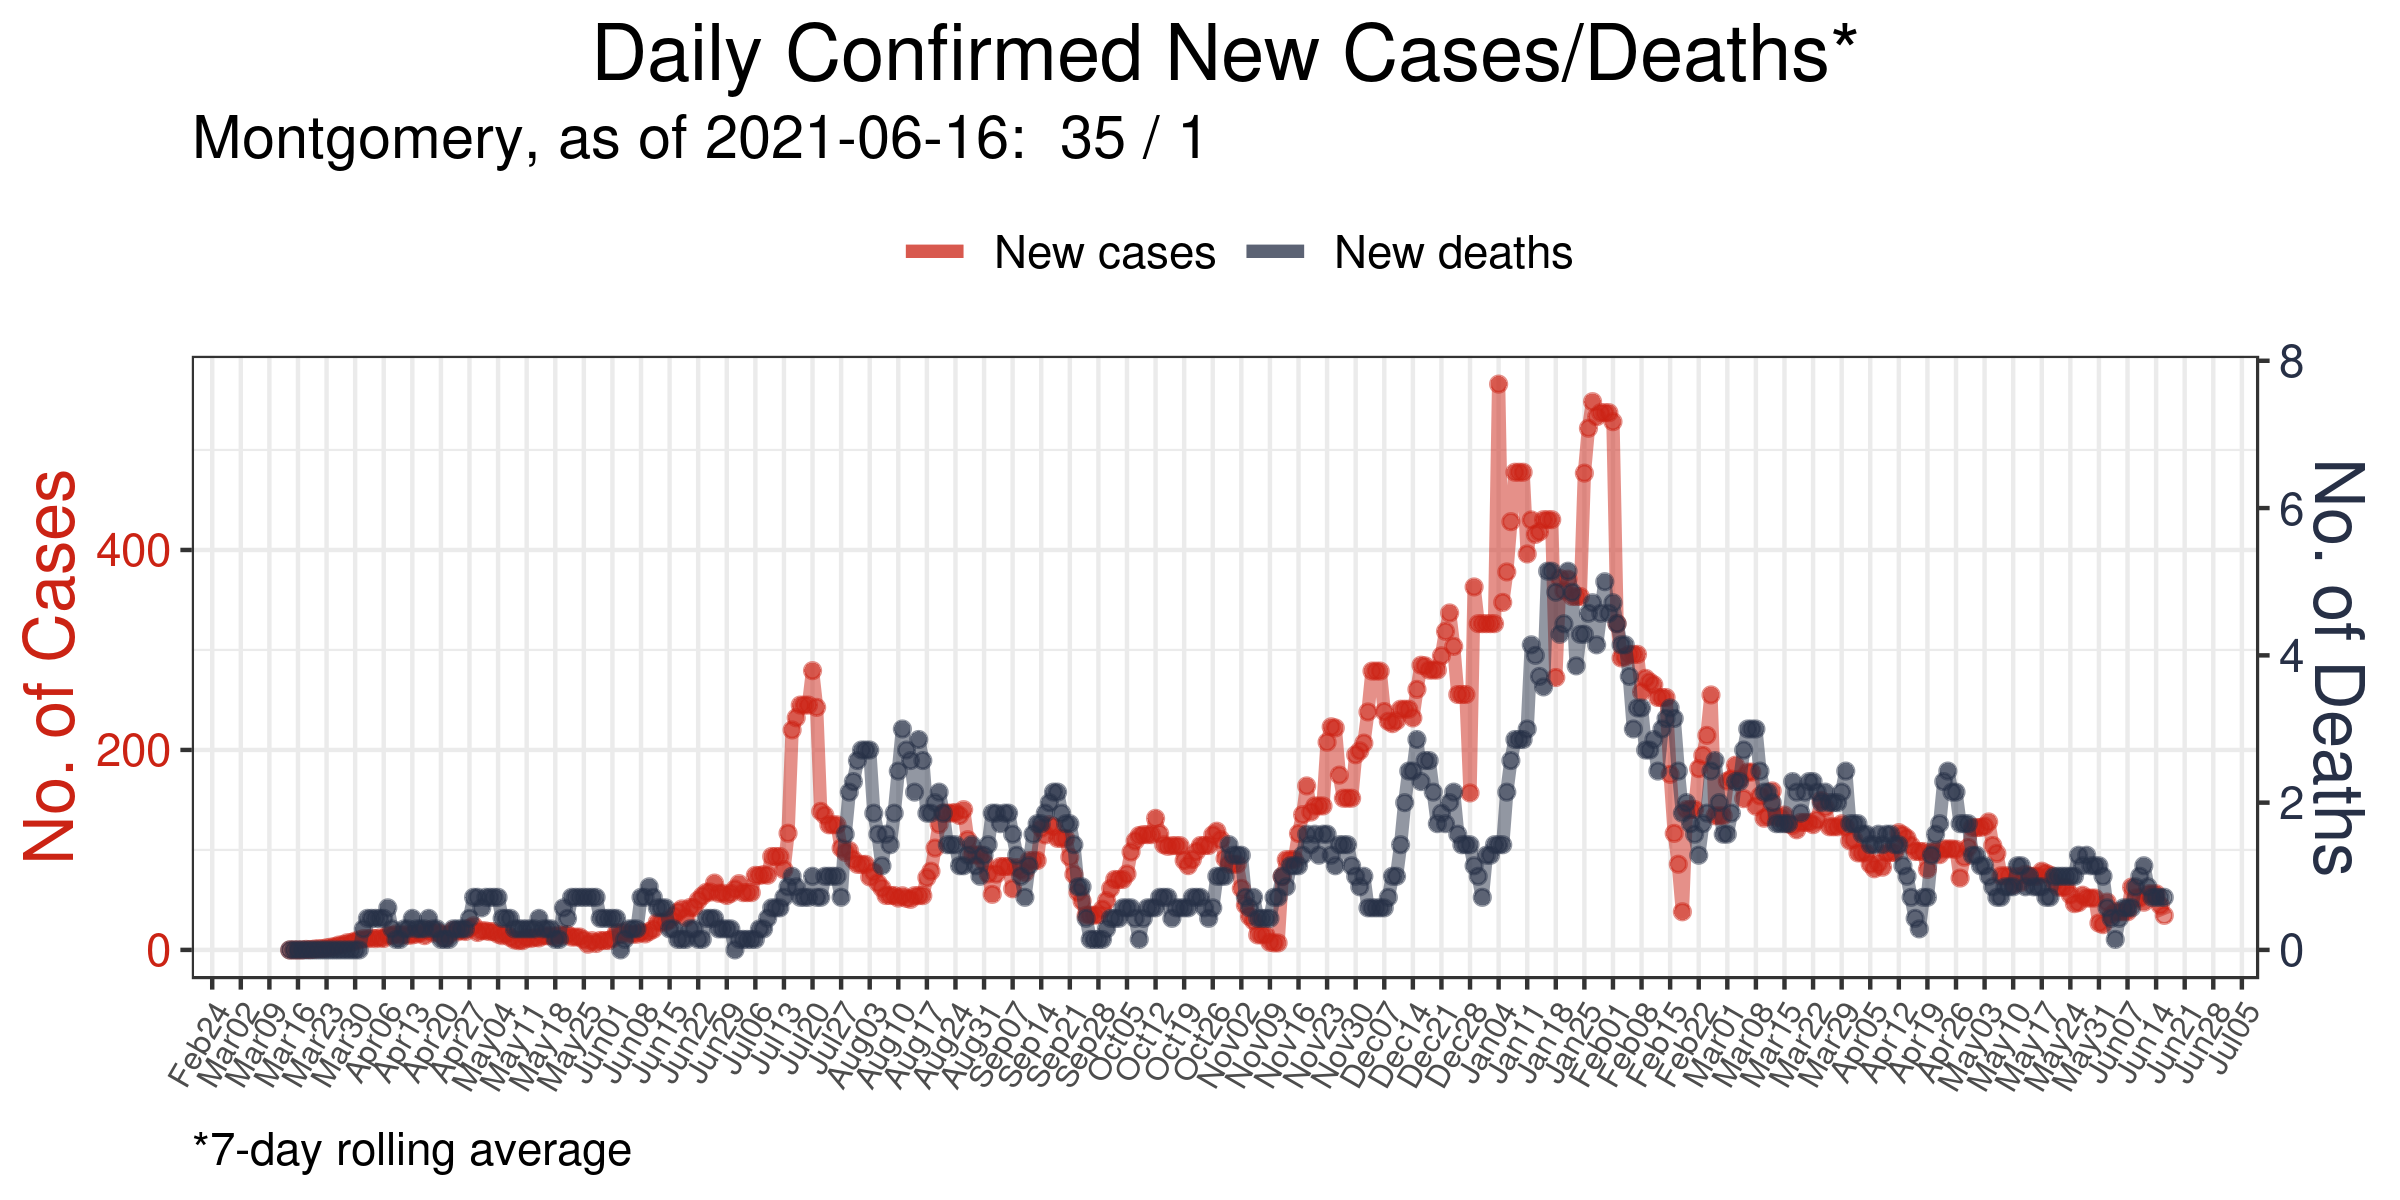 Daily Confirmed New Cases/Deaths*
Montgomery, as of 2021-06-16:  35 / 1
New cases
New deaths
No. of Cases
400
200
0
8
6
4
2
0
No. of Deaths
Feb24
Mar02
Mar09
Mar16
Mar23
Mar30
Apr06
Apr13
Apr20
Apr27
May04
May11
May18
May25
Jun01
Jun08
Jun15
Jun22
Jun29
Jul06
Jul13
Jul20
Jul27
Aug03
Aug10
Aug17
Aug24
Aug31
Sep07
Sep14
Sep21
Sep28
Oct05
Oct12
Oct19
Oct26
Nov02
Nov09
Nov16
Nov23
Nov30
Dec07
Dec14
Dec21
Dec28
Jan04
Jan11
Jan18
Jan25
Feb01
Feb08
Feb15
Feb22
Mar01
Mar08
Mar15
Mar22
Mar29
Apr05
Apr12
Apr19
Apr26
May03
May10
May17
May24
May31
Jun07
Jun14
Jun21
Jun28
Jul05
*7-day rolling average